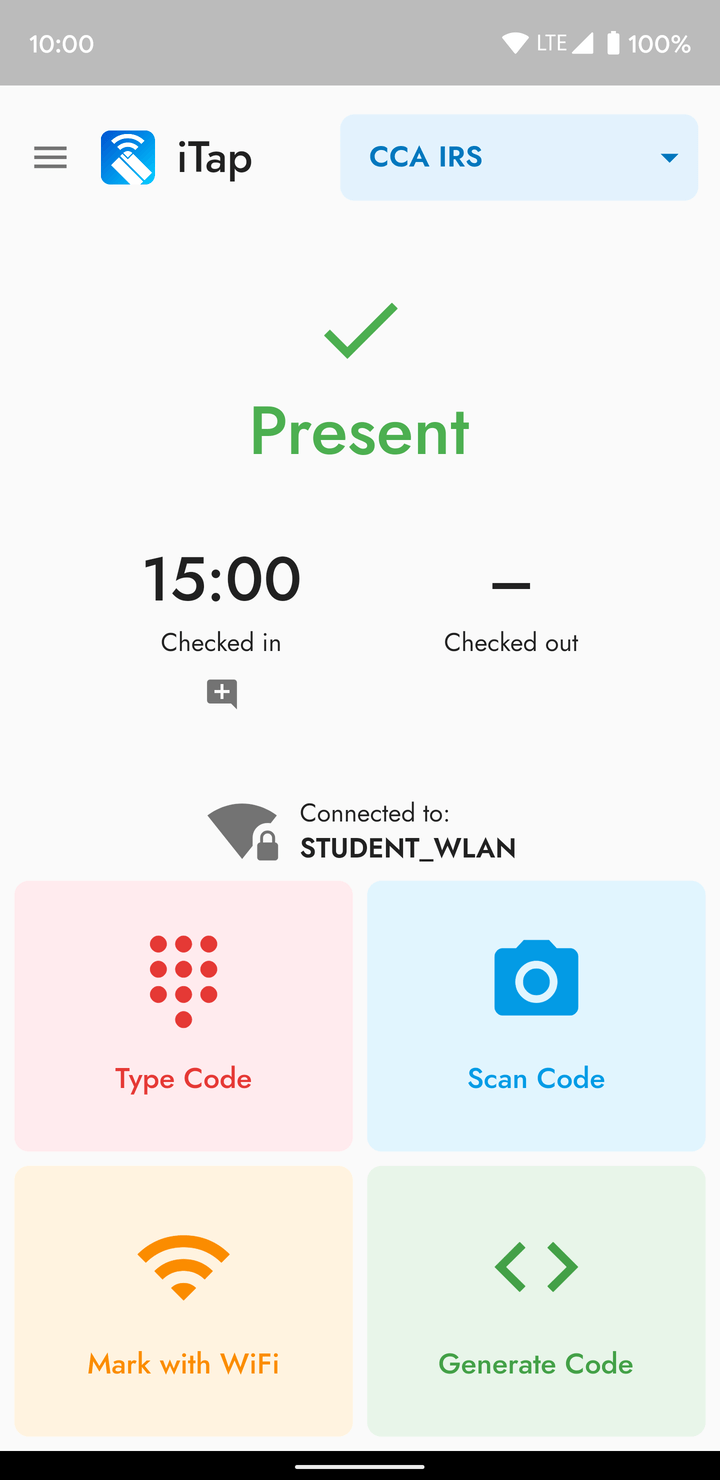 10:00 LTE 100%
iTap CCA IRS
Present
15:00 –
Checked in Checked out
Connected to:
STUDENT_WLAN
Type Code Scan Code
Mark with WiFi Generate Code